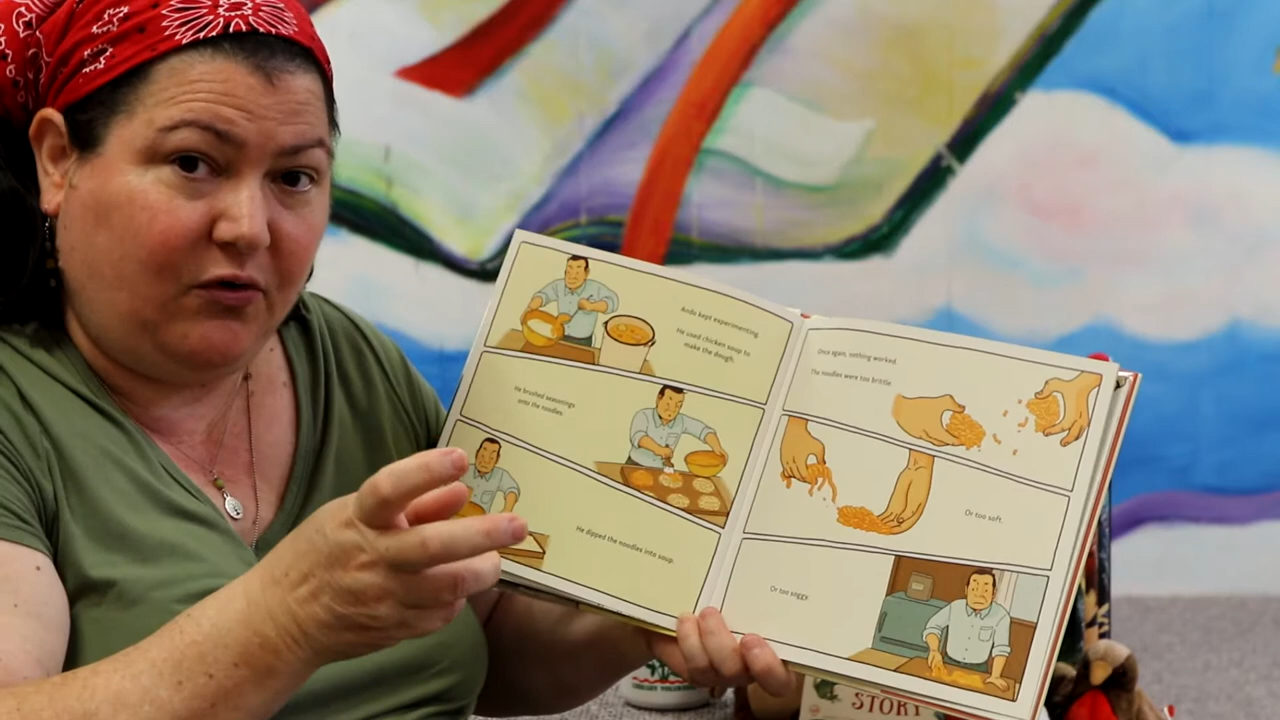 Ando kept experimenting.
He used chicken soup to
make the dough.
He brushed seasonings
onto the noodles.
He dipped the noodles into soup.
Once again, nothing worked.
The noodles were too brittle.
Or too soft.
Or too soggy.
LIBRARY VOLUNTEER
STORY